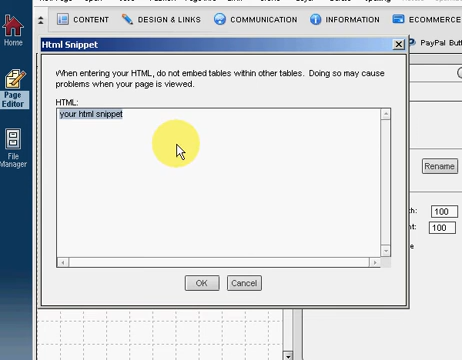 CONTENT
DESIGN & LINKS
COMMUNICATION
INFORMATION
ECOMMERCE
Home
Html Snippet
PayPal Butt
When entering your HTML, do not embed tables within other tables. Doing so may cause
problems when your page is viewed.
Page
Editor
HTML:
your html snippet
File
Manager
Rename
th: 100
nt: 100
e
OK
Cancel